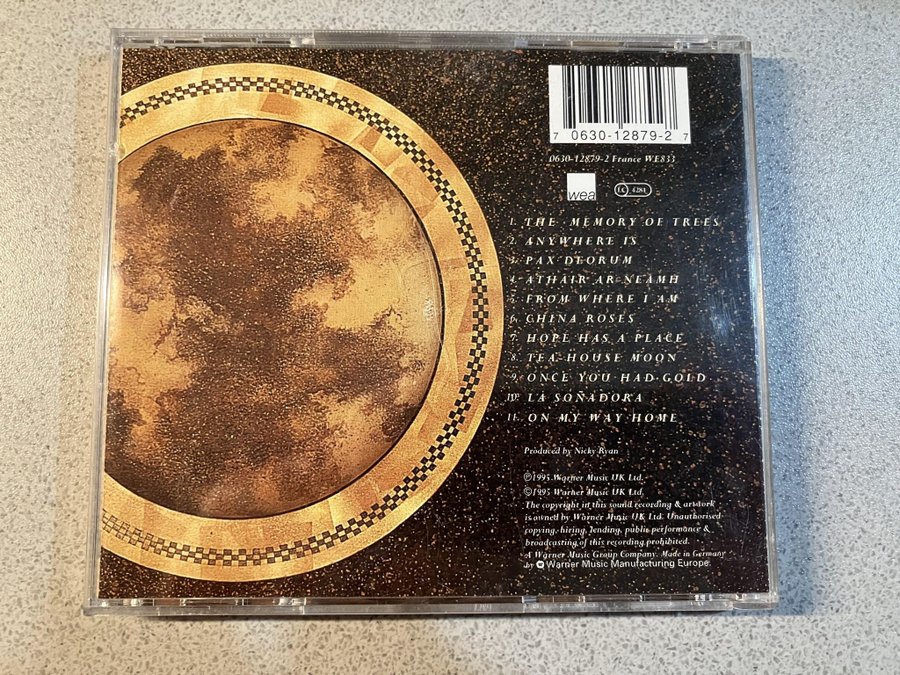 7 0630-12879-2 7
0630-12879-2 France WE833
wea
LC 4281
1. THE MEMORY OF TREES
2. ANYWHERE IS
3. PAX DEORUM
4. ATHAIR AR NEAMH
5. FROM WHERE I AM
6. CHINA ROSES
7. HOPE HAS A PLACE
8. TEA-HOUSE MOON
9. ONCE YOU HAD GOLD
10. LA SOÑADORA
11. ON MY WAY HOME
Produced by Nicky Ryan
℗1995 Warner Music UK Ltd.
©1995 Warner Music UK Ltd.
The copyright in this sound recording & artwork
is owned by Warner Music UK Ltd. Unauthorised
copying, hiring, lending, public performance &
broadcasting of this recording prohibited.
A Warner Music Group Company. Made in Germany
by Warner Music Manufacturing Europe.